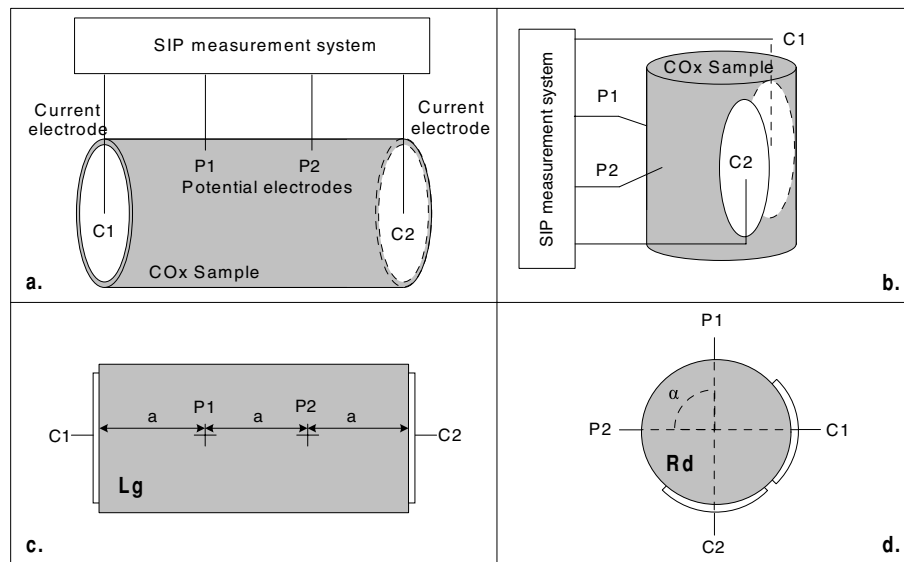 SIP measurement system
Current
electrode
Current
electrode
P1
P2
Potential electrodes
C1
C2
COx Sample
a.
SIP measurement system
C1
COx Sample
P1
P2
C2
b.
P1
P2
a
a
a
C1
C2
Lg
c.
P1
α
P2
C1
Rd
C2
d.